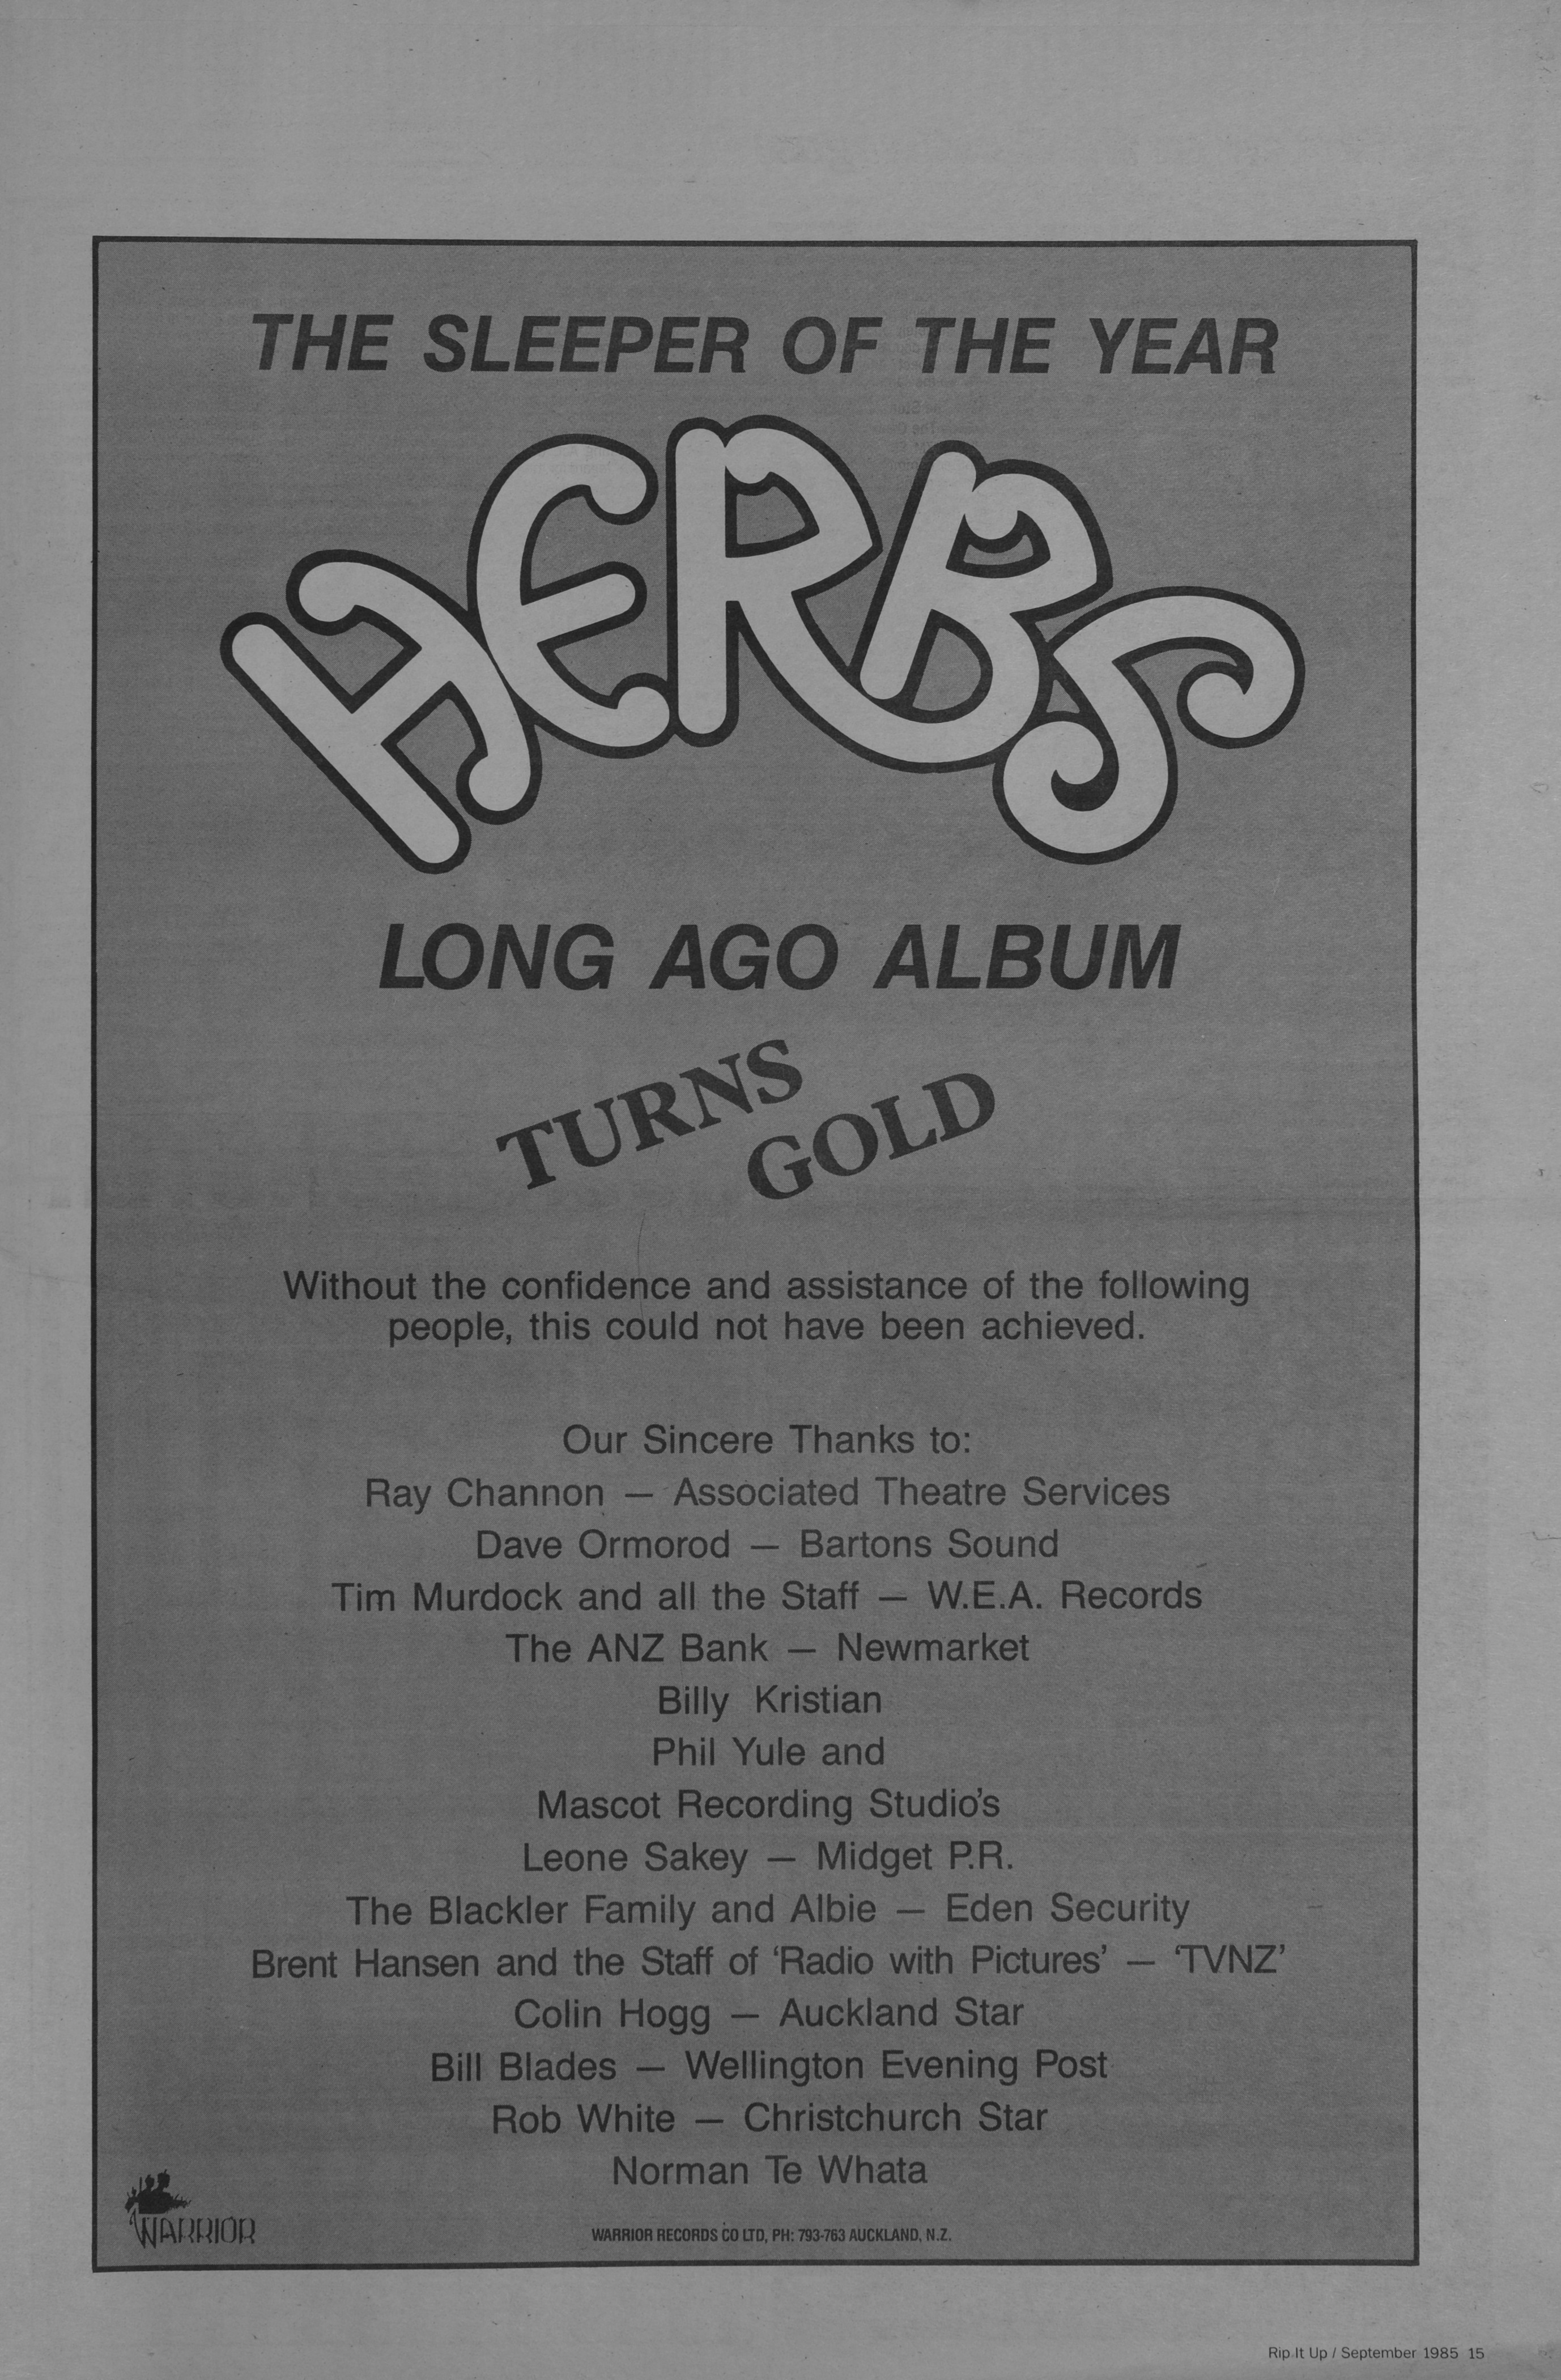 THE SLEEPER OF THE YEAR
HERBS
LONG AGO ALBUM
TURNS
GOLD
Without the confidence and assistance of the following
people, this could not have been achieved.
Our Sincere Thanks to:
Ray Channon — Associated Theatre Services
Dave Ormorod — Bartons Sound
Tim Murdock and all the Staff — W.E.A. Records
The ANZ Bank — Newmarket
Billy Kristian
Phil Yule and
Mascot Recording Studio's
Leone Sakey — Midget P.R.
The Blackler Family and Albie — Eden Security
Brent Hansen and the Staff of ‘Radio with Pictures’ — ‘TVNZ’
Colin Hogg — Auckland Star
Bill Blades — Wellington Evening Post
Rob White — Christchurch Star
Norman Te Whata
WARRIOR
WARRIOR RECORDS CO LTD, PH: 793-763 AUCKLAND, N.Z.
Rip It Up / September 1985 15